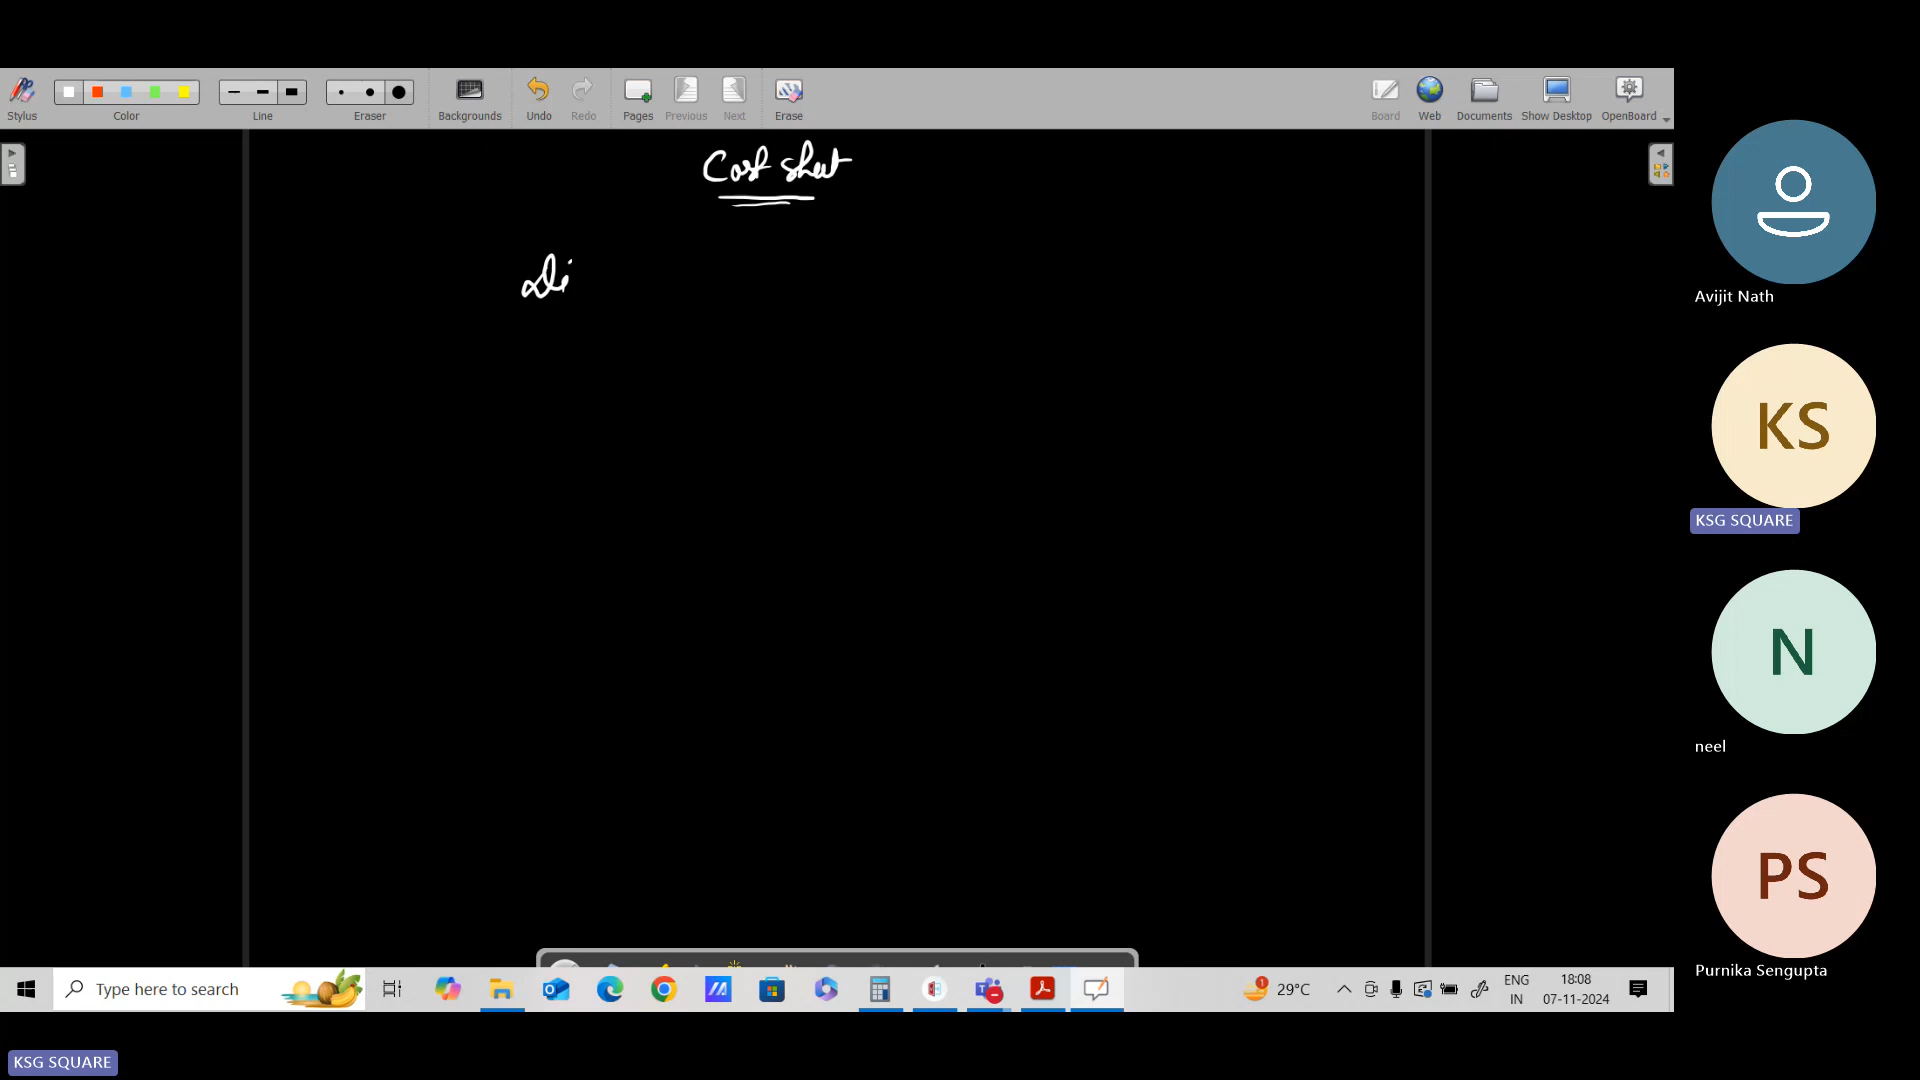 Stylus Color Line Eraser Backgrounds Undo Redo Pages Previous Next Erase Board Web Documents Show Desktop OpenBoard
Cost sheet
Di
Avijit Nath
KS
KSG SQUARE
N
neel
PS
Purnika Sengupta
Type here to search
1 29°C
ENG
IN
18:08
07-11-2024
KSG SQUARE